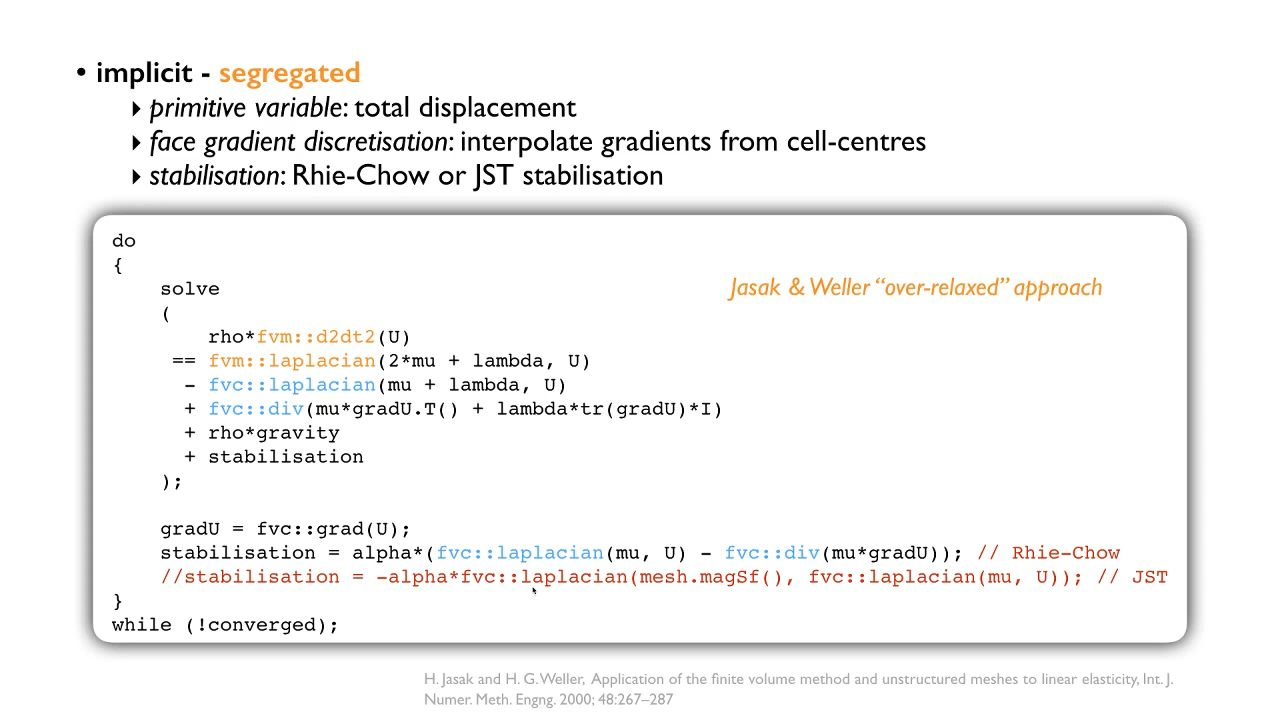 • implicit - segregated
▸ primitive variable: total displacement
▸ face gradient discretisation: interpolate gradients from cell-centres
▸ stabilisation: Rhie-Chow or JST stabilisation
do
{
    solve
Jasak & Weller “over-relaxed” approach
    (
        rho*fvm::d2dt2(U)
     == fvm::laplacian(2*mu + lambda, U)
      - fvc::laplacian(mu + lambda, U)
      + fvc::div(mu*gradU.T() + lambda*tr(gradU)*I)
      + rho*gravity
      + stabilisation
    );
    gradU = fvc::grad(U);
    stabilisation = alpha*(fvc::laplacian(mu, U) - fvc::div(mu*gradU)); // Rhie-Chow
    //stabilisation = -alpha*fvc::laplacian(mesh.magSf(), fvc::laplacian(mu, U)); // JST
}
while (!converged);
H. Jasak and H. G. Weller, Application of the finite volume method and unstructured meshes to linear elasticity, Int. J.
Numer. Meth. Engng. 2000; 48:267–287